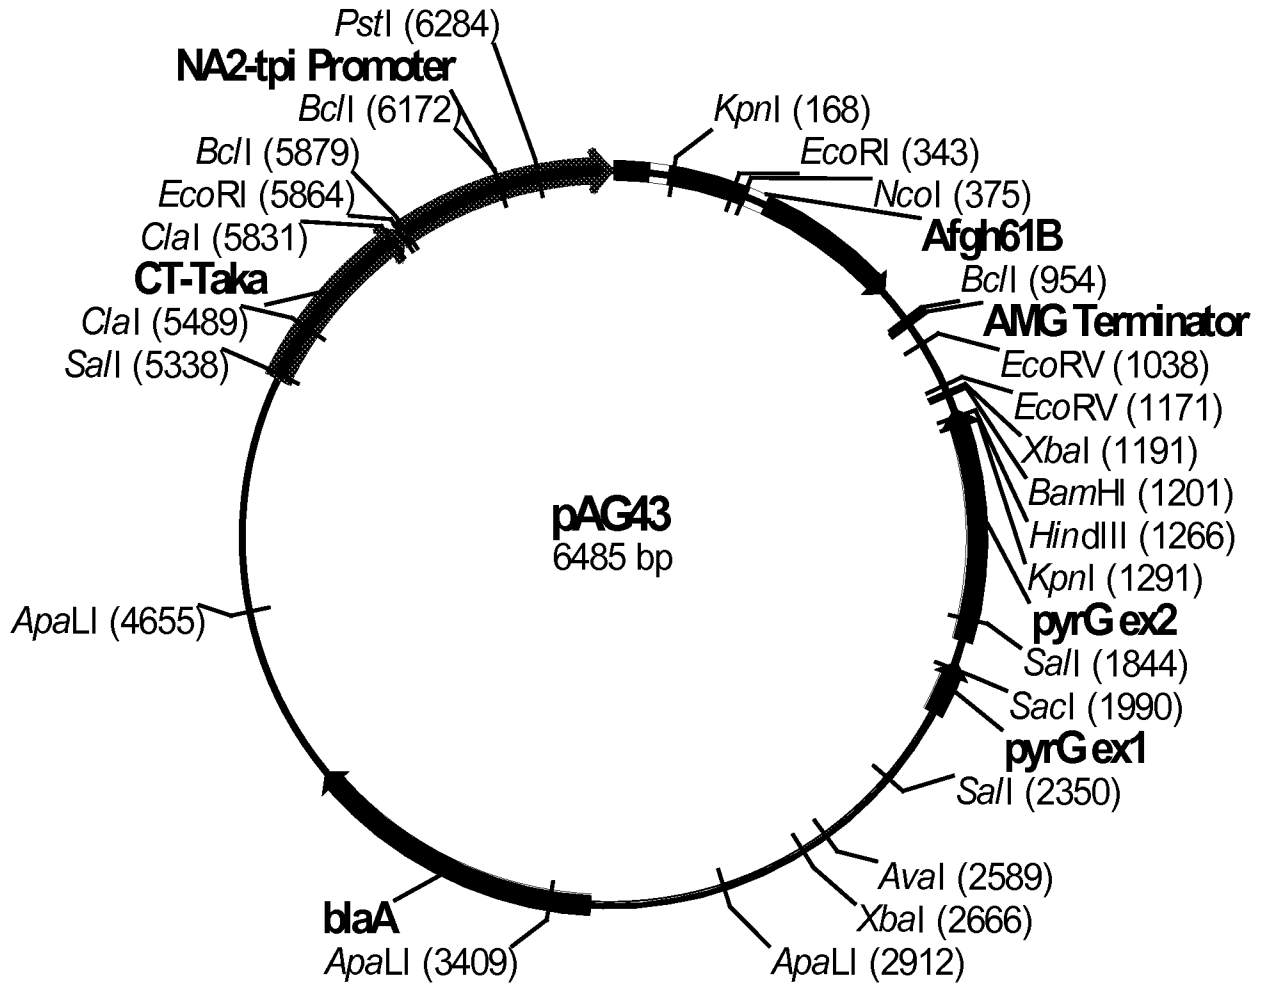 PstI (6284)
NA2-tpi Promoter
BclI (6172)
BclI (5879)
EcoRI (5864)
ClaI (5831)
CT-Taka
ClaI (5489)
SalI (5338)
KpnI (168)
EcoRI (343)
NcoI (375)
Afgh61B
BclI (954)
AMG Terminator
EcoRV (1038)
EcoRV (1171)
XbaI (1191)
BamHI (1201)
HindIII (1266)
KpnI (1291)
pyrG ex2
SalI (1844)
SacI (1990)
pyrG ex1
SalI (2350)
AvaI (2589)
XbaI (2666)
ApaLI (2912)
ApaLI (3409)
blaA
ApaLI (4655)
pAG43
6485 bp